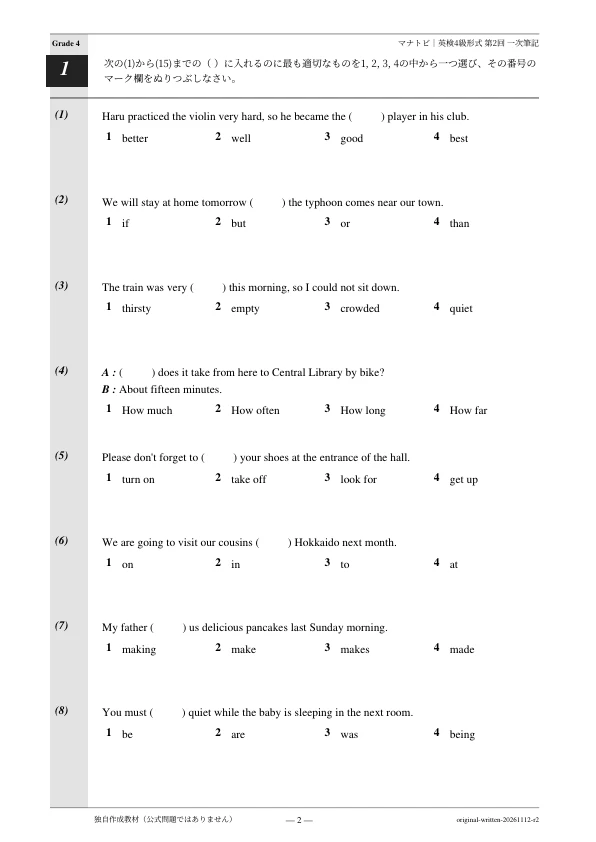 Grade 4
マナトビ｜英検4級形式 第2回 一次筆記
1
次の(1)から(15)までの（ ）に入れるのに最も適切なものを1, 2, 3, 4の中から一つ選び、その番号の
マーク欄をぬりつぶしなさい。
(1) Haru practiced the violin very hard, so he became the ( ) player in his club.
1 better 2 well 3 good 4 best
(2) We will stay at home tomorrow ( ) the typhoon comes near our town.
1 if 2 but 3 or 4 than
(3) The train was very ( ) this morning, so I could not sit down.
1 thirsty 2 empty 3 crowded 4 quiet
(4) A : ( ) does it take from here to Central Library by bike?
B : About fifteen minutes.
1 How much 2 How often 3 How long 4 How far
(5) Please don't forget to ( ) your shoes at the entrance of the hall.
1 turn on 2 take off 3 look for 4 get up
(6) We are going to visit our cousins ( ) Hokkaido next month.
1 on 2 in 3 to 4 at
(7) My father ( ) us delicious pancakes last Sunday morning.
1 making 2 make 3 makes 4 made
(8) You must ( ) quiet while the baby is sleeping in the next room.
1 be 2 are 3 was 4 being
独自作成教材（公式問題ではありません） — 2 — original-written-20261112-r2